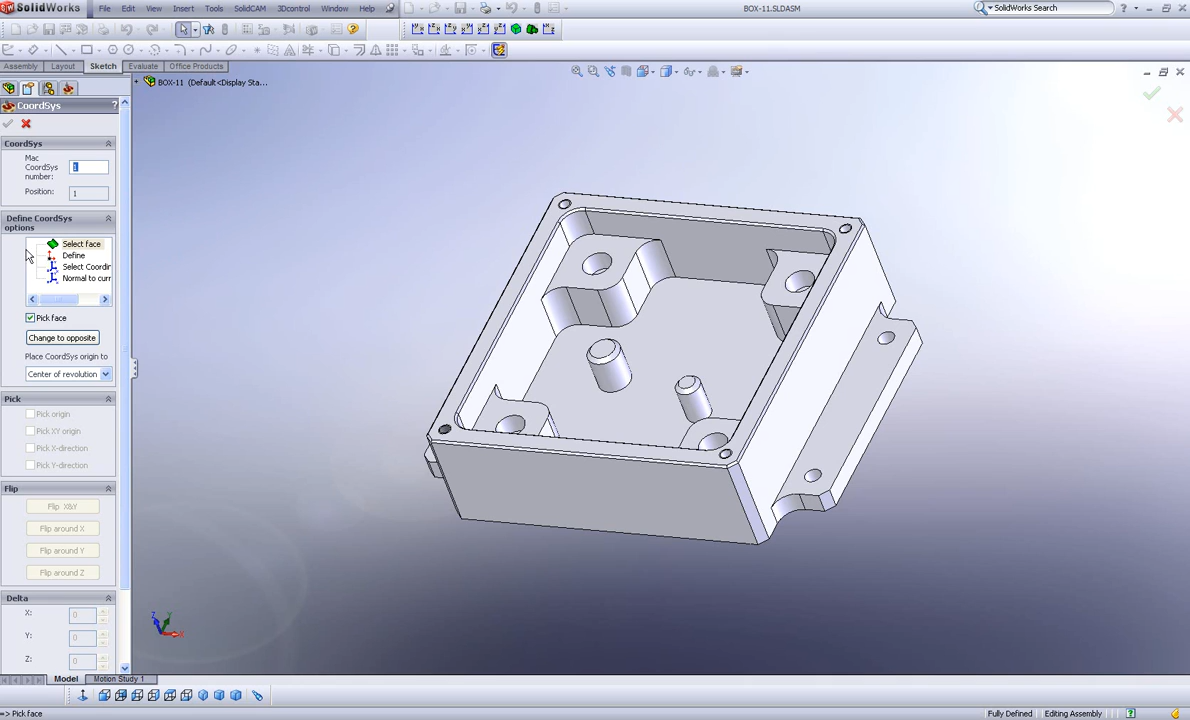 SolidWorks
File Edit View Insert Tools SolidCAM 3Dcontrol Window Help
BOX-11.SLDASM
SolidWorks Search
Assembly Layout Sketch Evaluate Office Products
BOX-11 (Default<Display Sta...
CoordSys
?
CoordSys
Mac
CoordSys
number:
1
Position: 1
Define CoordSys
options
Select face
Define
Select Coordin
Normal to curr
Pick face
Change to opposite
Place CoordSys origin to
Center of revolution
Pick
Pick origin
Pick XY origin
Pick X-direction
Pick Y-direction
Flip
Flip X&Y
Flip around X
Flip around Y
Flip around Z
Delta
X: 0
Y: 0
Z: 0
Z Y X
Model Motion Study 1
=> Pick face
Fully Defined Editing Assembly